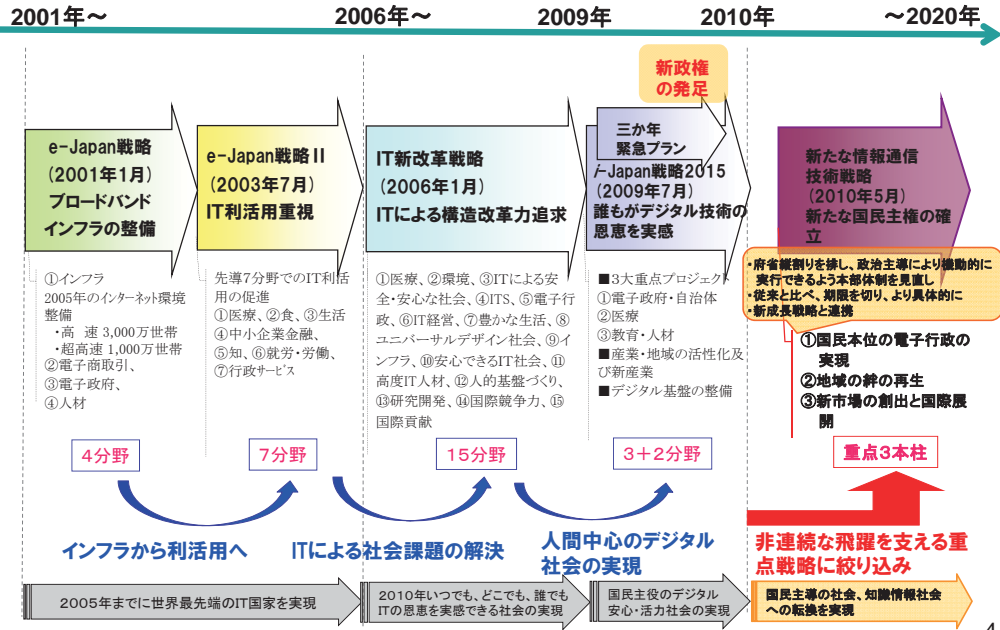 2001年～
2006年～
2009年
2010年
～2020年
新政権
の発足
e-Japan戦略
(2001年1月)
ブロードバンド
インフラの整備
e-Japan戦略Ⅱ
(2003年7月)
IT利活用重視
IT新改革戦略
(2006年1月)
ITによる構造改革力追求
三か年
緊急プラン
i-Japan戦略2015
(2009年7月)
誰もがデジタル技術の
恩恵を実感
新たな情報通信
技術戦略
(2010年5月)
新たな国民主権の確
立
①インフラ
2005年のインターネット環境
整備
・高 速 3,000万世帯
・超高速 1,000万世帯
②電子商取引、
③電子政府、
④人材
先導7分野でのIT利活
用の促進
①医療、②食、③生活
④中小企業金融、
⑤知、⑥就労・労働、
⑦行政サービス
①医療、②環境、③ITによる安
全・安心な社会、④ITS、⑤電子行
政、⑥IT経営、⑦豊かな生活、⑧
ユニバーサルデザイン社会、⑨イ
ンフラ、⑩安心できるIT社会、⑪
高度IT人材、⑫人的基盤づくり、
⑬研究開発、⑭国際競争力、⑮
国際貢献
■3大重点プロジェクト
①電子政府・自治体
②医療
③教育・人材
■産業・地域の活性化及
び新産業
■デジタル基盤の整備
・府省縦割りを排し、政治主導により機動的に
実行できるよう本部体制を見直し
・従来と比べ、期限を切り、より具体的に
・新成長戦略と連携
①国民本位の電子行政の
実現
②地域の絆の再生
③新市場の創出と国際展
開
4分野
7分野
15分野
3＋2分野
重点3本柱
インフラから利活用へ
ITによる社会課題の解決
人間中心のデジタル
社会の実現
非連続な飛躍を支える重
点戦略に絞り込み
2005年までに世界最先端のIT国家を実現
2010年いつでも、どこでも、誰でも
ITの恩恵を実感できる社会の実現
国民主役のデジタル
安心・活力社会の実現
国民主導の社会、知識情報社会
への転換を実現
4